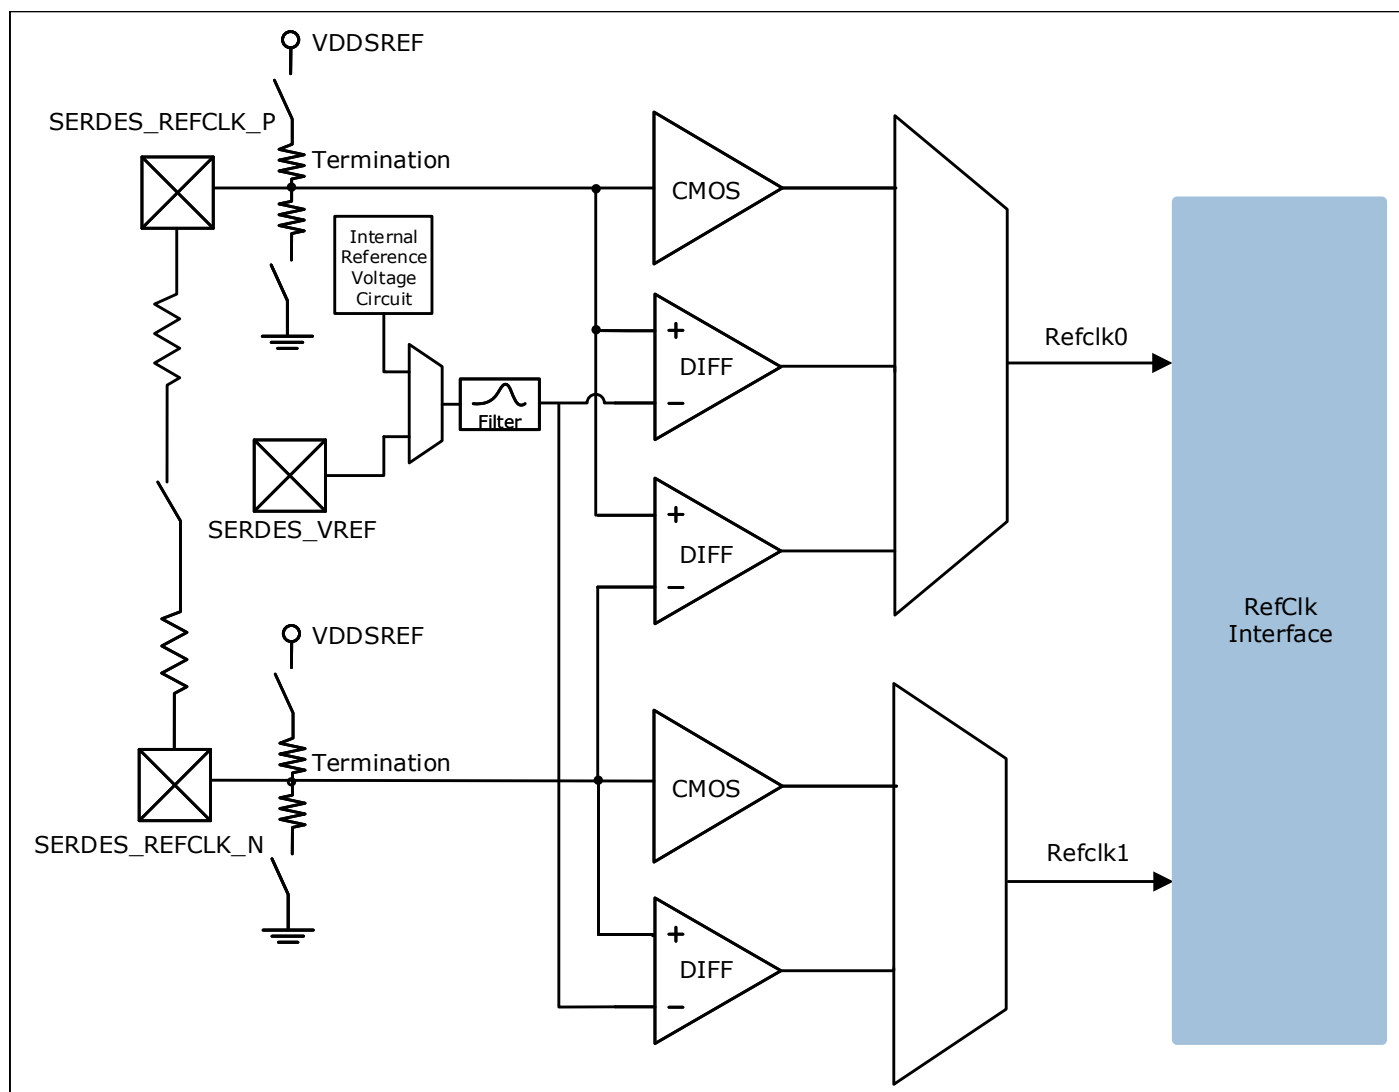 VDDSREF
SERDES_REFCLK_P
Termination
CMOS
Internal
Reference
Voltage
Circuit
+
DIFF
−
Refclk0
Filter
SERDES_VREF
+
DIFF
−
RefClk
Interface
VDDSREF
Termination
CMOS
SERDES_REFCLK_N
Refclk1
+
DIFF
−